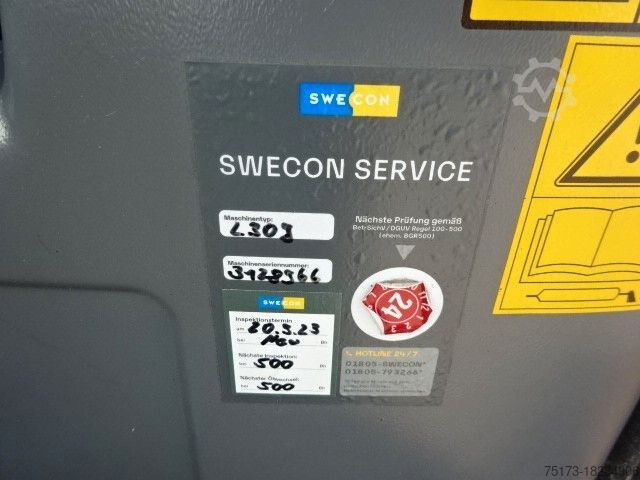 SWECON
SWECON SERVICE
Maschinentyp:
L30G
Nächste Prüfung gemäß
BetrSichV/DGUV Regel 100-500
(ehem. BGR500)
Maschinenseriennummer:
3128966
24
SWECON
Inspektionstermin
am 20.3.23
bei Neu Bh
Nächste Inspektion:
bei 500 Bh
Nächster Ölwechsel:
bei 500 Bh
HOTLINE 24/7
01805-SWECON*
01805-793266*